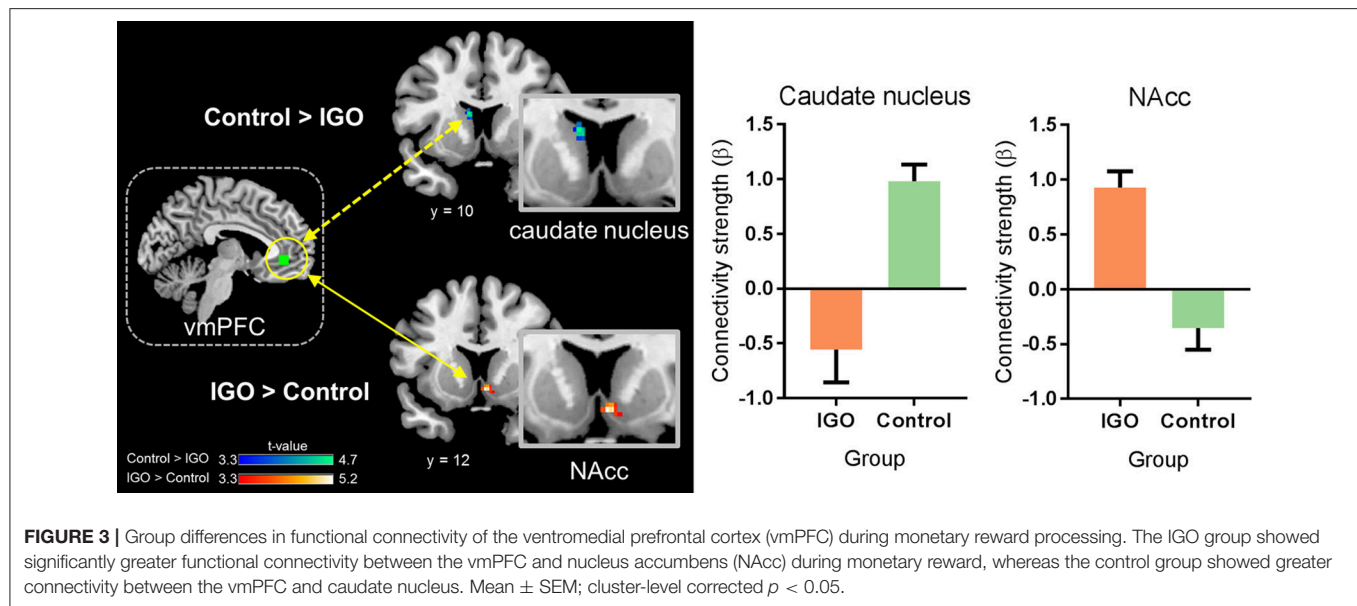 Control > IGO
y = 10
caudate nucleus
vmPFC
IGO > Control
y = 12
NAcc
t-value
Control > IGO 3.3 4.7
IGO > Control 3.3 5.2
Caudate nucleus
Connectivity strength (β)
1.5
1.0
0.5
0.0
-0.5
-1.0
IGO Control
Group
NAcc
Connectivity strength (β)
1.5
1.0
0.5
0.0
-0.5
-1.0
IGO Control
Group
FIGURE 3 | Group differences in functional connectivity of the ventromedial prefrontal cortex (vmPFC) during monetary reward processing. The IGO group showed
significantly greater functional connectivity between the vmPFC and nucleus accumbens (NAcc) during monetary reward, whereas the control group showed greater
connectivity between the vmPFC and caudate nucleus. Mean ± SEM; cluster-level corrected p < 0.05.